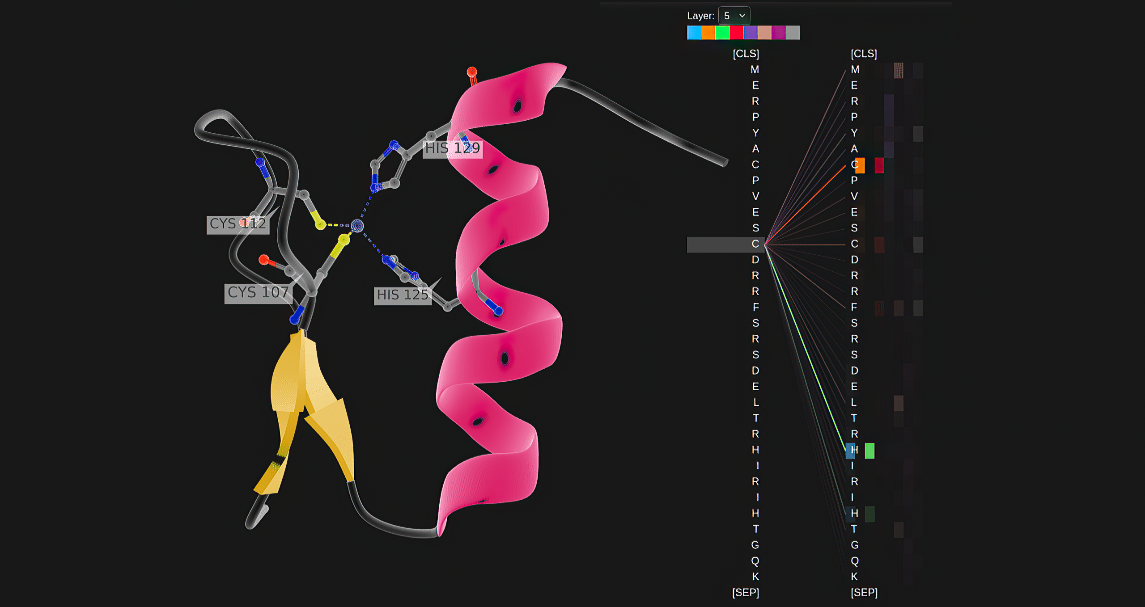 Layer: 5
HIS 129
CYS 112
CYS 107
HIS 125
[CLS] [CLS]
M M
E E
R R
P P
Y Y
A A
C C
P P
V V
E E
S S
C C
D D
R R
R R
F F
S S
R R
S S
D D
E E
L L
T T
R R
H H
I I
R R
I I
H H
T T
G G
Q Q
K K
[SEP] [SEP]